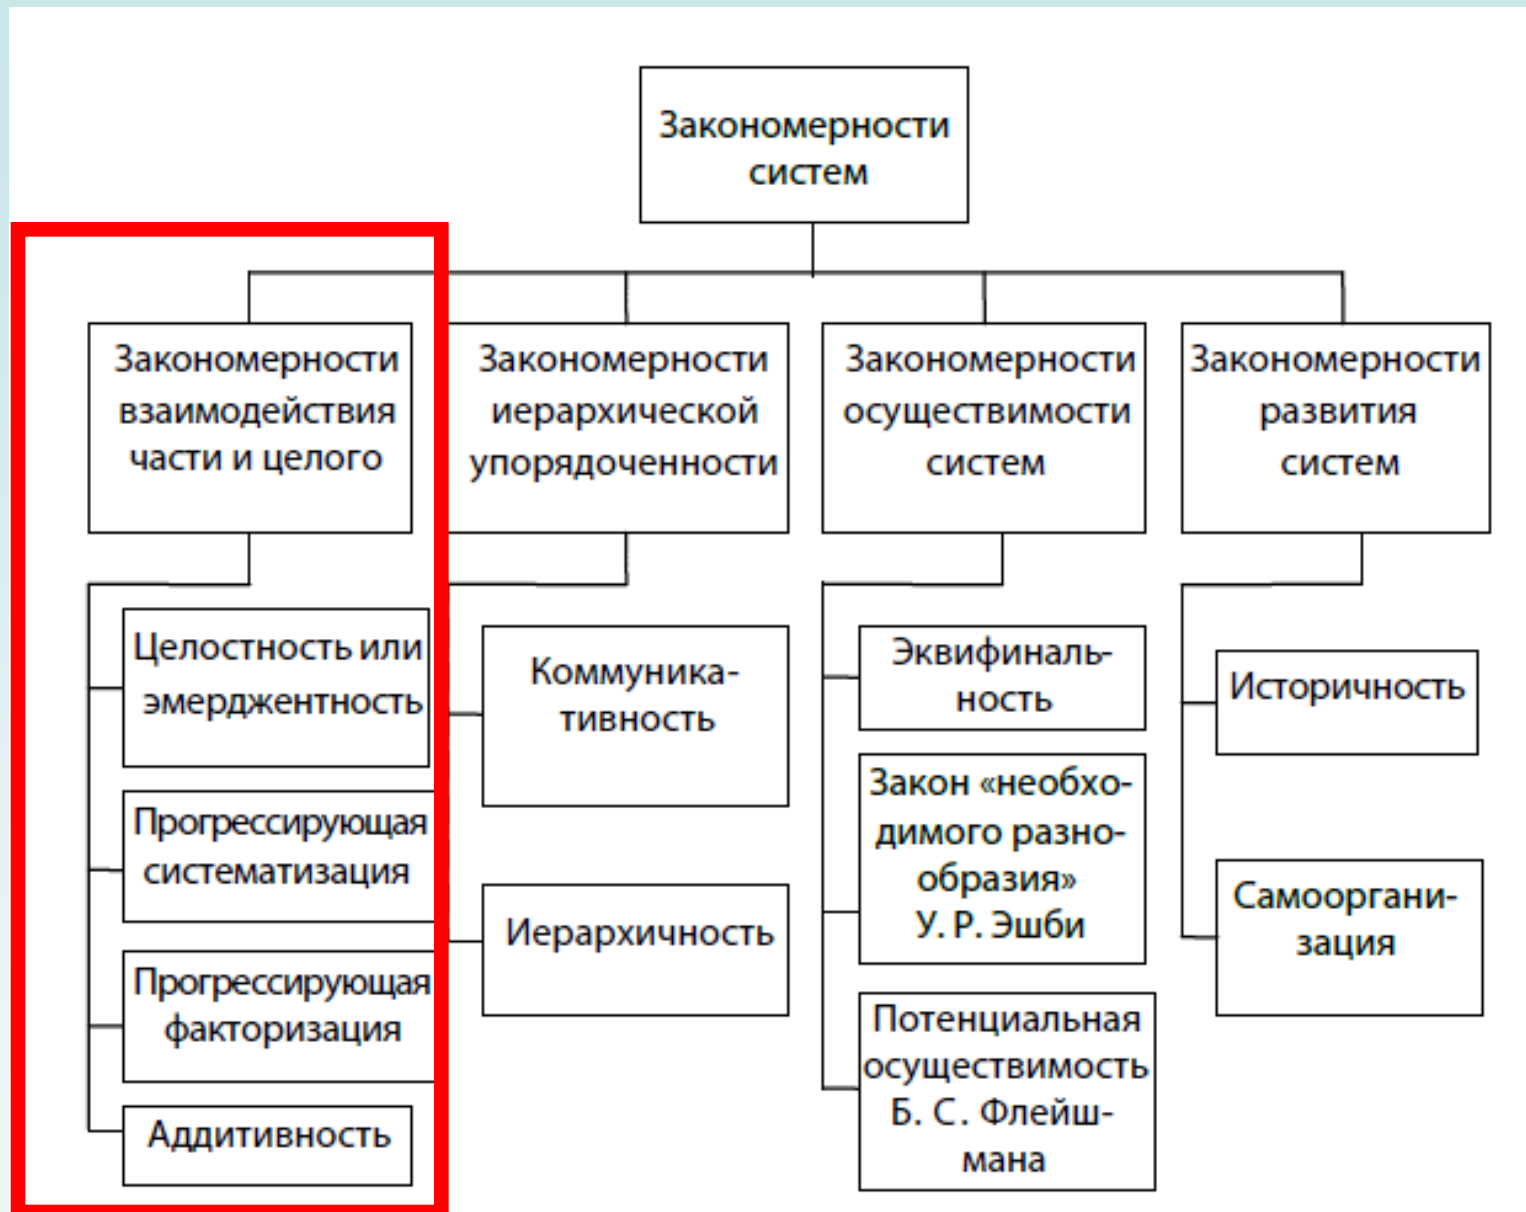 Закономерности
систем
Закономерности
взаимодействия
части и целого
Целостность или
эмерджентность
Прогрессирующая
систематизация
Прогрессирующая
факторизация
Аддитивность
Закономерности
иерархической
упорядоченности
Коммуника-
тивность
Иерархичность
Закономерности
осуществимости
систем
Эквифиналь-
ность
Закон «необхо-
димого разно-
образия»
У. Р. Эшби
Потенциальная
осуществимость
Б. С. Флейш-
мана
Закономерности
развития
систем
Историчность
Самооргани-
зация